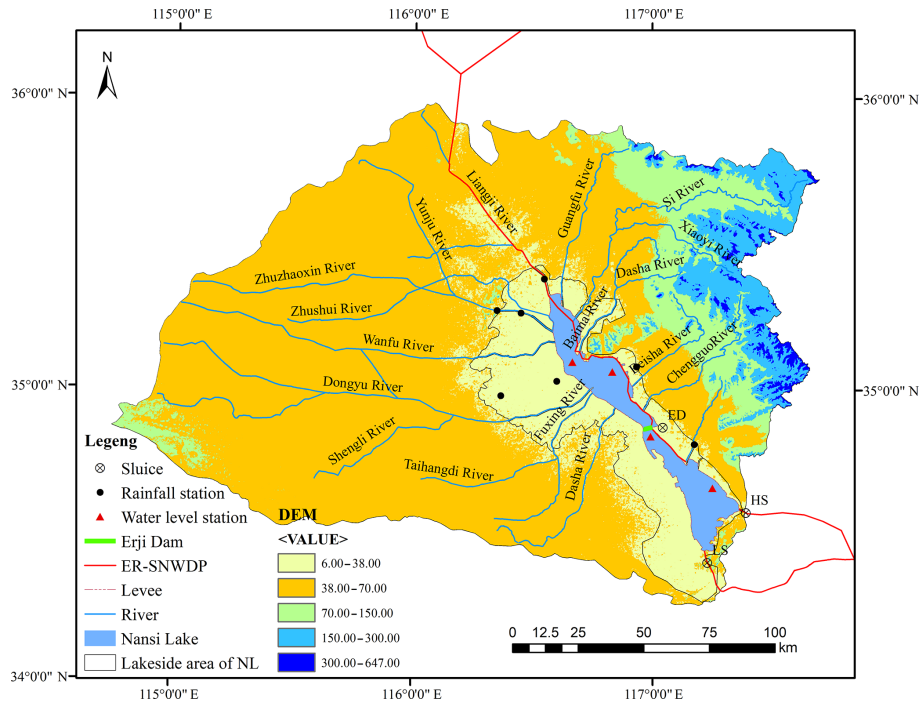 115°0'0" E
116°0'0" E
117°0'0" E
N
36°0'0" N
36°0'0" N
Liangji River
Guangfu River
Si River
Yunju River
Xiaoyi River
Dasha River
Zhuzhaoxin River
Zhushui River
Banma River
Wanfu River
ChengguoRiver
35°0'0" N
35°0'0" N
Dongyu River
Fuxing River
ED
Shengli River
Taihangdi River
Dasha River
HS
LS
Legeng
Sluice
Rainfall station
Water level station
Erji Dam
ER-SNWDP
Levee
River
Nansi Lake
Lakeside area of NL
DEM
<VALUE>
6.00–38.00
38.00–70.00
70.00–150.00
150.00–300.00
300.00–647.00
0 12.5 25 50 75 100
km
34°0'0" N
115°0'0" E
116°0'0" E
117°0'0" E